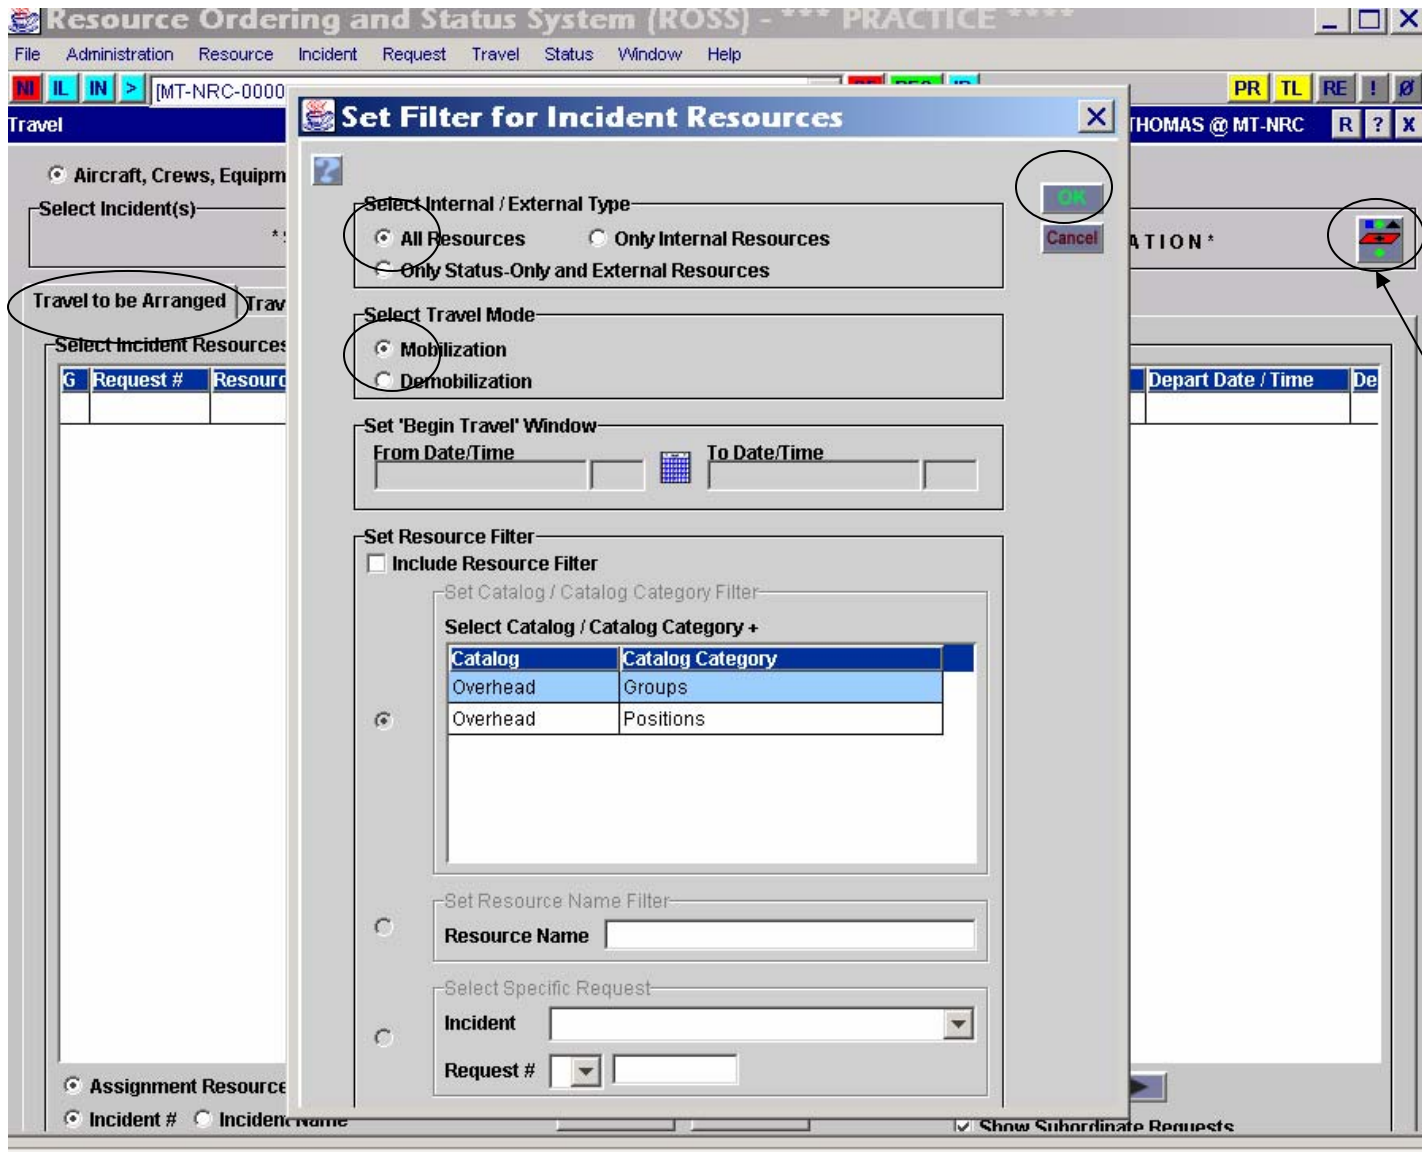 Resource Ordering and Status System (ROSS) - *** PRACTICE ****
File Administration Resource Incident Request Travel Status Window Help
NI IL IN > [MT-NRC-0000 PR TL RE ! Ø
Travel THOMAS @ MT-NRC R ? X
Set Filter for Incident Resources
Aircraft, Crews, Equipm
Select Incident(s)
ATION*
Travel to be Arranged Trav
Select Incident Resources
G Request # Resourc Depart Date / Time De
?
OK
Cancel
Select Internal / External Type
All Resources Only Internal Resources
Only Status-Only and External Resources
Select Travel Mode
Mobilization
Demobilization
Set 'Begin Travel' Window
From Date/Time To Date/Time
Set Resource Filter
Include Resource Filter
Set Catalog / Catalog Category Filter
Select Catalog / Catalog Category +
Catalog Catalog Category
Overhead Groups
Overhead Positions
Set Resource Name Filter
Resource Name
Select Specific Request
Incident
Request #
Assignment Resource
Incident # Incident Name
Show Subordinate Requests